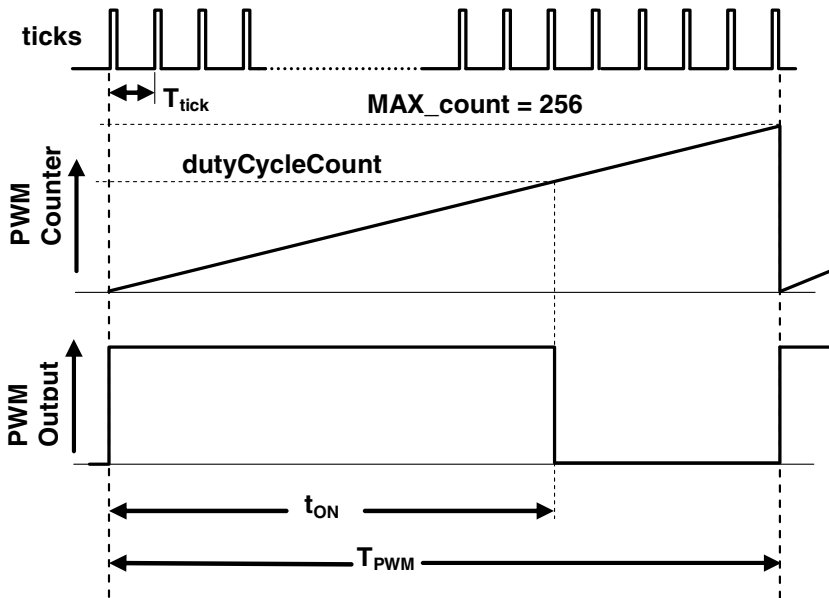 ticks
T_tick
MAX_count = 256
dutyCycleCount
PWM
Counter
PWM
Output
t_ON
T_PWM